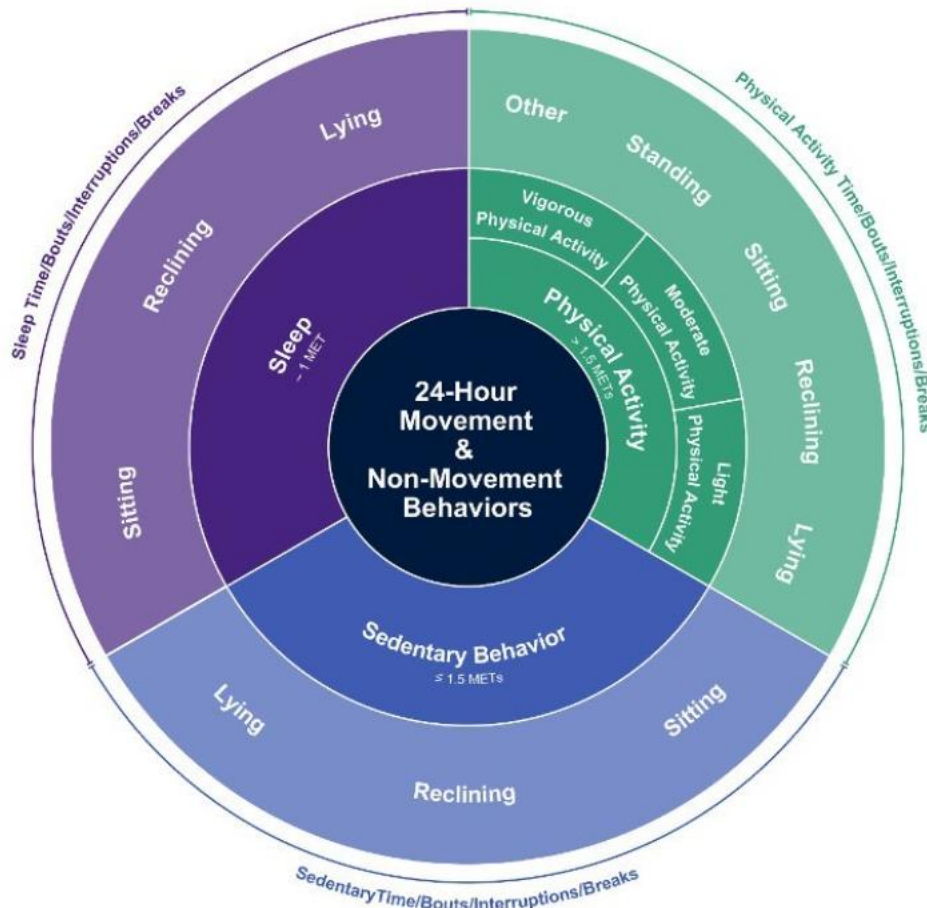 24-Hour
Movement
&
Non-Movement
Behaviors
Sleep
~ 1 MET
Lying
Reclining
Sitting
Sleep Time/Bouts/Interruptions/Breaks
Physical Activity
> 1.5 METs
Vigorous
Physical Activity
Moderate
Physical Activity
Light
Physical Activity
Other
Standing
Sitting
Reclining
Lying
Physical Activity Time/Bouts/Interruptions/Breaks
Sedentary Behavior
≤ 1.5 METs
Lying
Reclining
Sitting
SedentaryTime/Bouts/Interruptions/Breaks